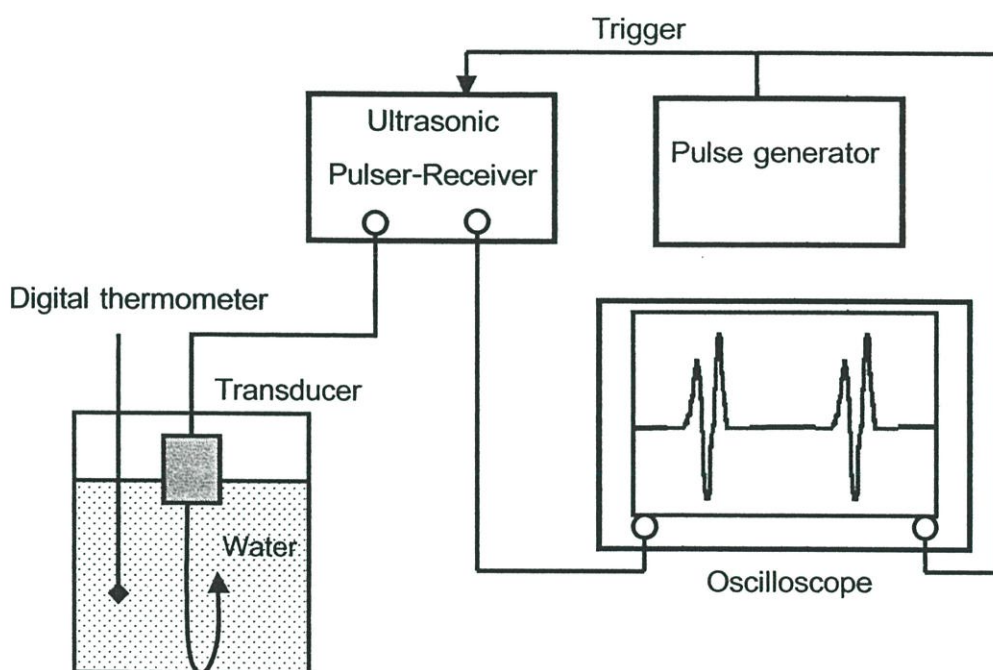 Trigger
Ultrasonic
Pulser-Receiver
Pulse generator
Digital thermometer
Transducer
Water
Oscilloscope